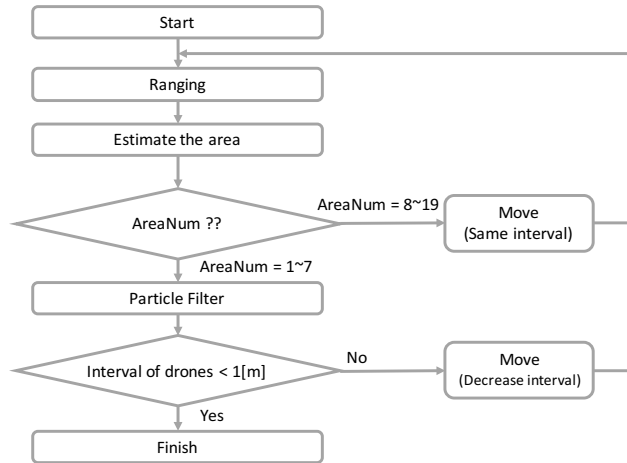 Start
Ranging
Estimate the area
AreaNum = 8~19
AreaNum ??
Move
(Same interval)
AreaNum = 1~7
Particle Filter
No
Move
Interval of drones < 1[m]
(Decrease interval)
Yes
Finish